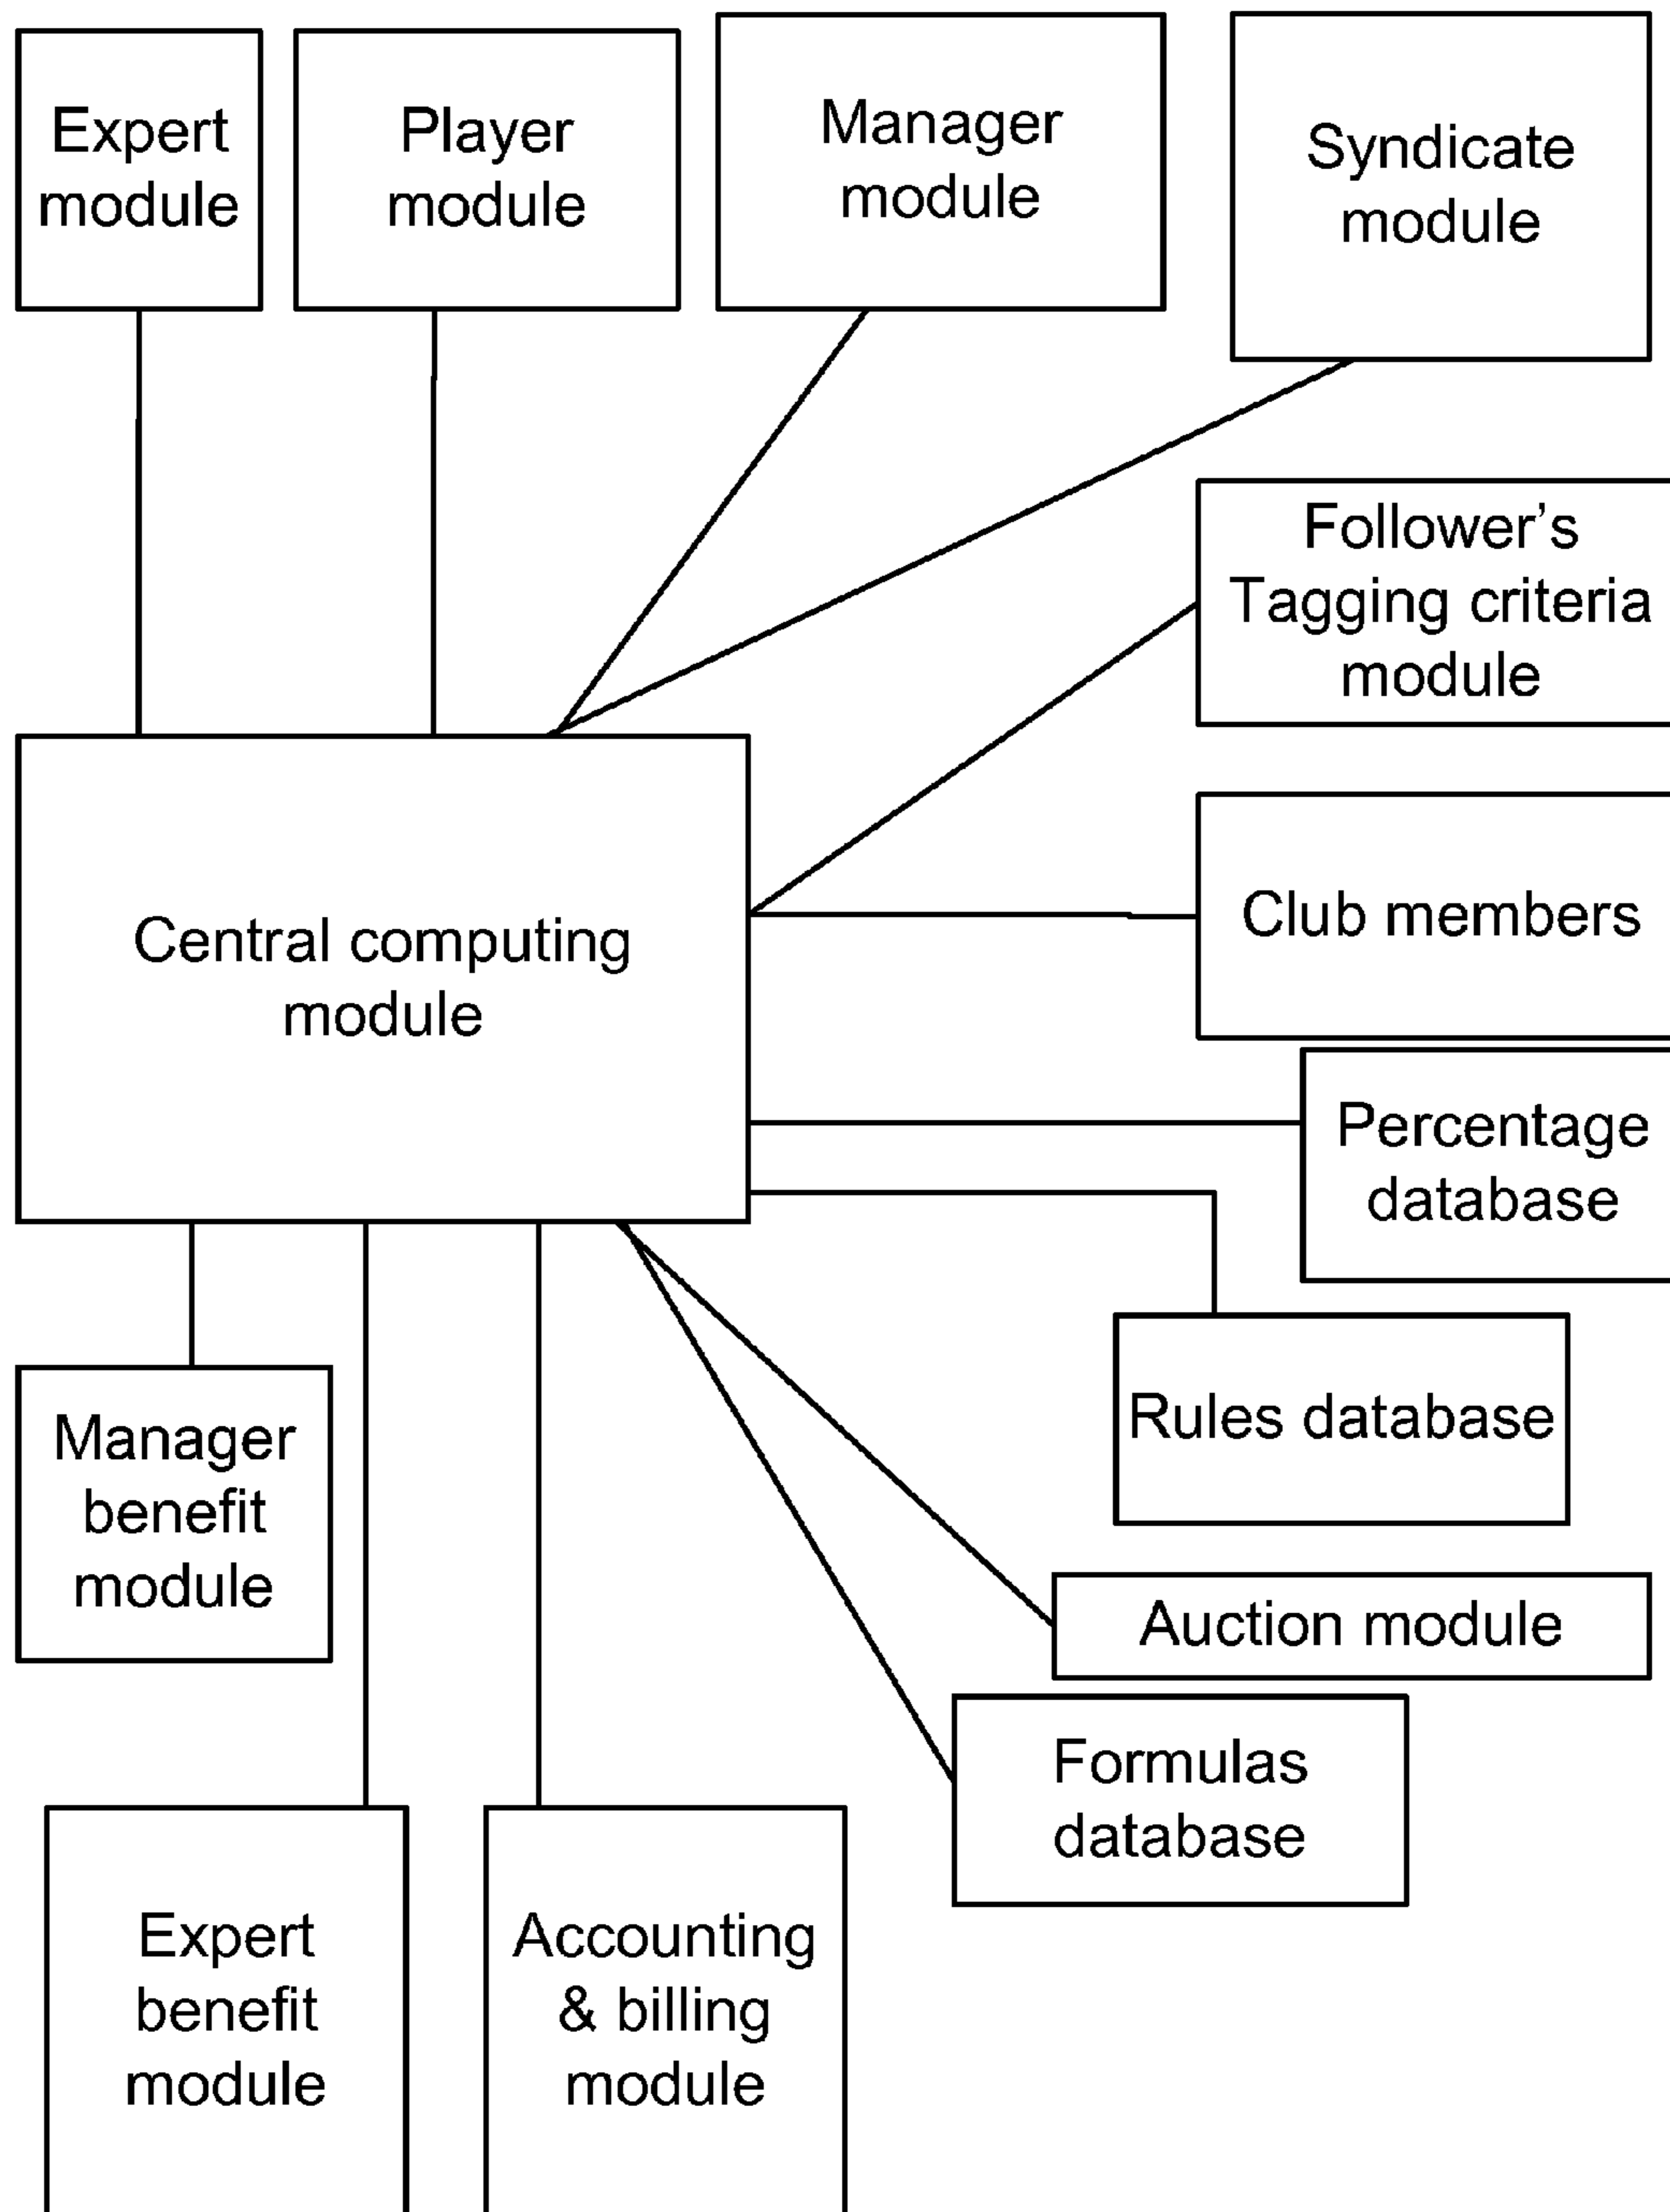 Expert
module
Player
module
Manager
module
Syndicate
module
Follower’s
Tagging criteria
module
Central computing
module
Club members
Percentage
database
Rules database
Manager
benefit
module
Auction module
Formulas
database
Expert
benefit
module
Accounting
& billing
module